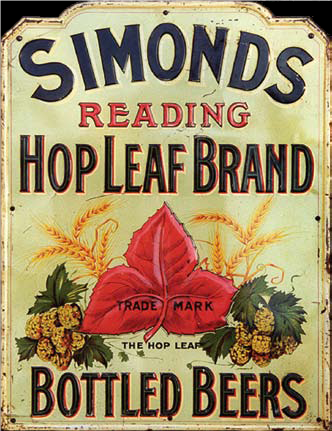 SIMONDS
READING
HOP LEAF BRAND
TRADE MARK
THE HOP LEAF
BOTTLED BEERS